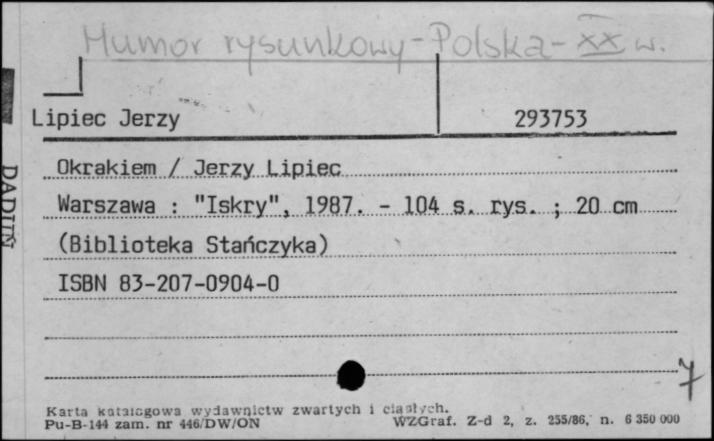 Humor rysunkowy - Polska - XX w.
Lipiec Jerzy 293753
Okrakiem / Jerzy Lipiec
Warszawa : "Iskry", 1987. - 104 s. rys. ; 20 cm
(Biblioteka Stańczyka)
ISBN 83-207-0904-0
7
Karta katalogowa wydawnictw zwartych i ciągłych.
Pu-B-144 zam. nr 446/DW/ON WZGraf. Z-d 2, z. 255/86, n. 6 350 000